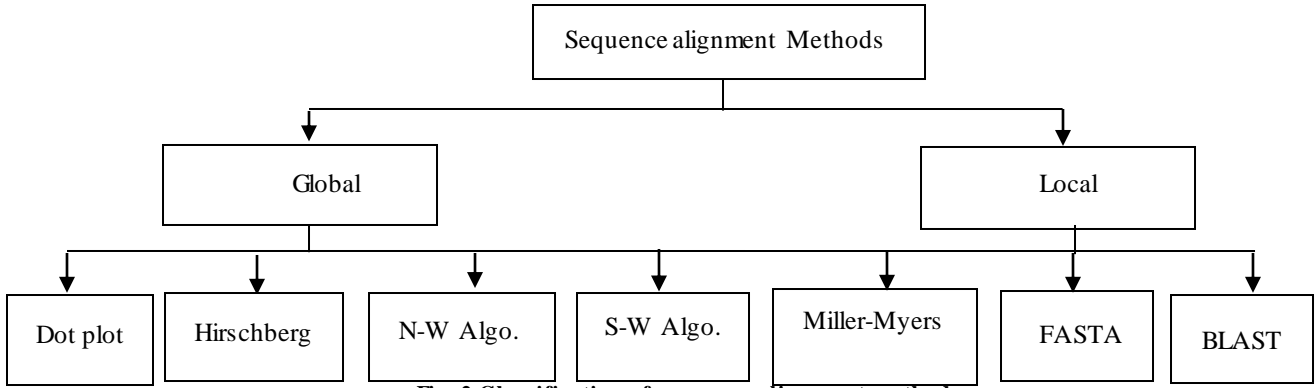 Sequence alignment Methods
Global
Local
Dot plot
Hirschberg
N-W Algo.
S-W Algo.
Miller-Myers
FASTA
BLAST
Fig. 2 Classification of sequence alignment methods